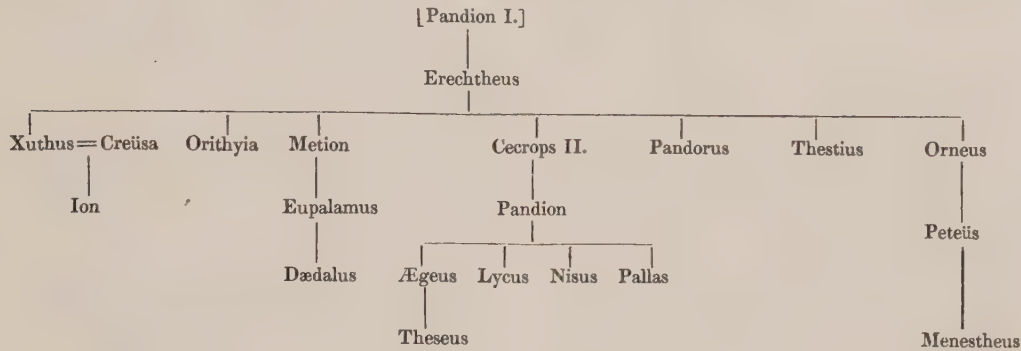 [Pandion I.]
Erechtheus
Xuthus=Creüsa Orithyia Metion Cecrops II. Pandorus Thestius Orneus
Ion Eupalamus Pandion
Peteüs
Dædalus Ægeus Lycus Nisus Pallas
Theseus Menestheus